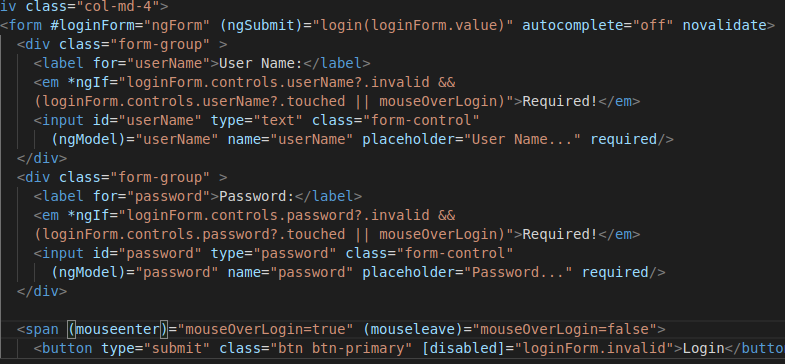 iv class="col-md-4">
<form #loginForm="ngForm" (ngSubmit)="login(loginForm.value)" autocomplete="off" novalidate>
<div class="form-group" >
<label for="userName">User Name:</label>
<em *ngIf="loginForm.controls.userName?.invalid &&
(loginForm.controls.userName?.touched || mouseOverLogin)">Required!</em>
<input id="userName" type="text" class="form-control"
(ngModel)="userName" name="userName" placeholder="User Name..." required/>
</div>
<div class="form-group" >
<label for="password">Password:</label>
<em *ngIf="loginForm.controls.password?.invalid &&
(loginForm.controls.password?.touched || mouseOverLogin)">Required!</em>
<input id="password" type="password" class="form-control"
(ngModel)="password" name="password" placeholder="Password..." required/>
</div>
<span (mouseenter)="mouseOverLogin=true" (mouseleave)="mouseOverLogin=false">
<button type="submit" class="btn btn-primary" [disabled]="loginForm.invalid">Login</button